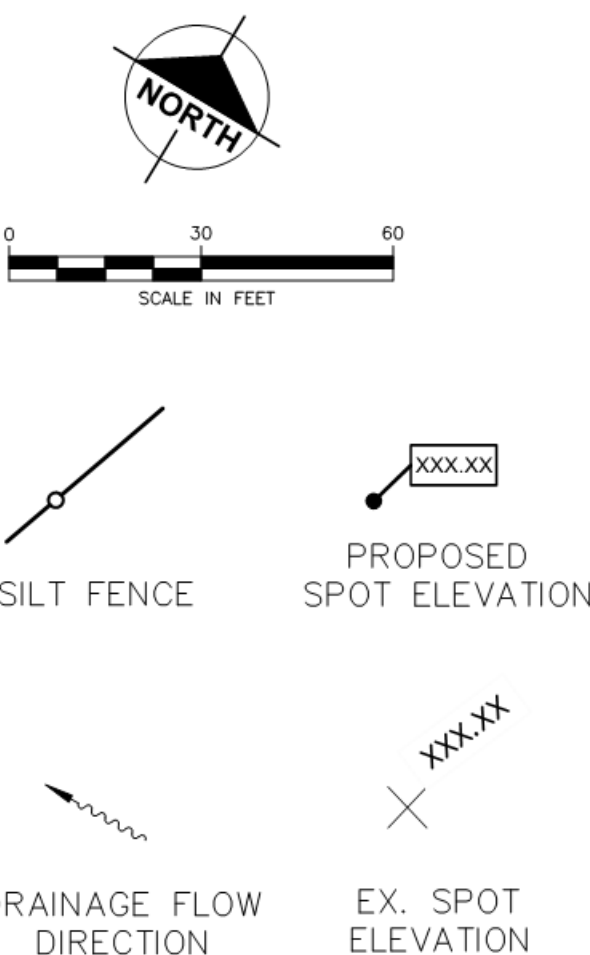 NORTH
0 30 60
SCALE IN FEET
XXX.XX
SILT FENCE
PROPOSED
SPOT ELEVATION
XXX.XX
DRAINAGE FLOW
DIRECTION
EX. SPOT
ELEVATION